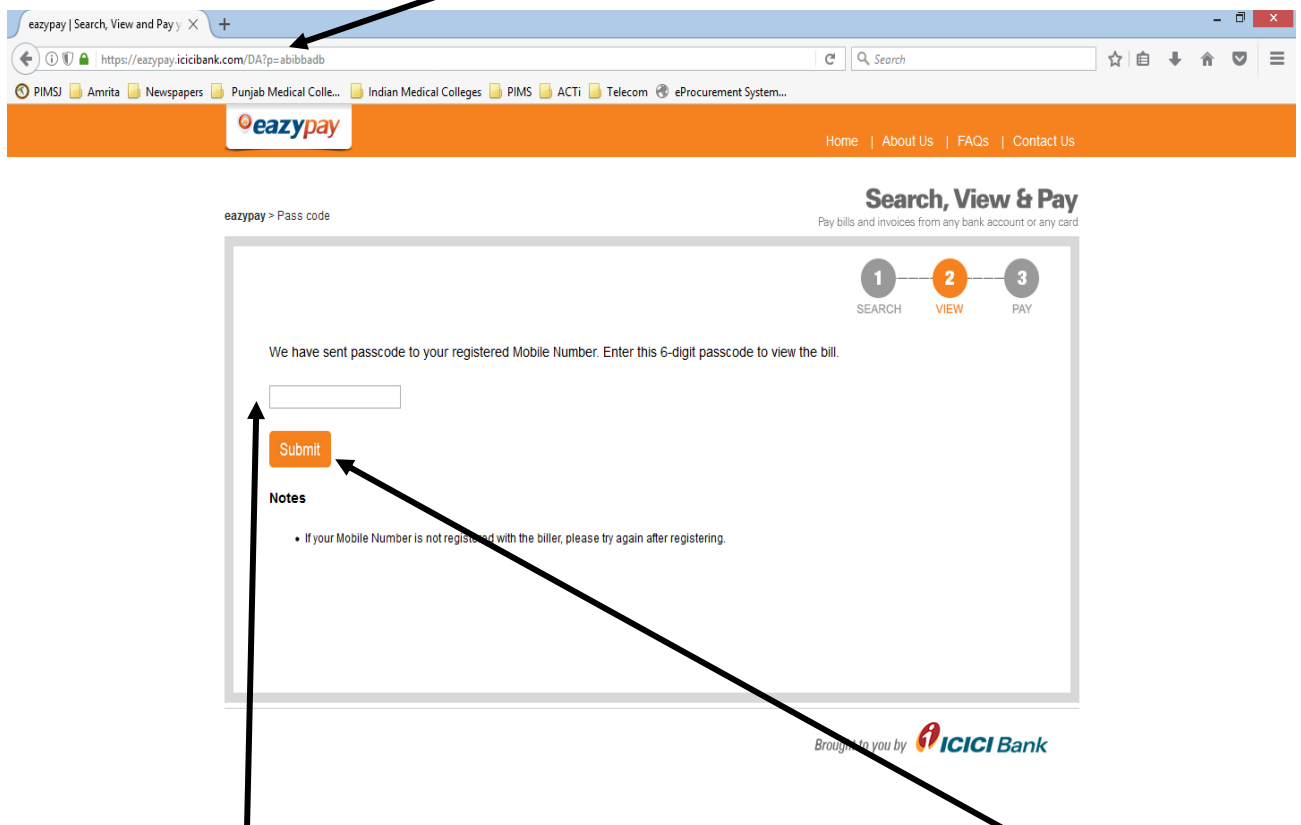 eazypay | Search, View and Pay y
https://eazypay.icicibank.com/DA?p=abibbadb
Search
PIMSJ Amrita Newspapers Punjab Medical Colle... Indian Medical Colleges PIMS ACTi Telecom eProcurement System...
eazypay
Home | About Us | FAQs | Contact Us
Search, View & Pay
eazypay > Pass code
Pay bills and invoices from any bank account or any card
1 2 3
SEARCH VIEW PAY
We have sent passcode to your registered Mobile Number. Enter this 6-digit passcode to view the bill.
Submit
Notes
• If your Mobile Number is not registered with the biller, please try again after registering.
Brought to you by ICICI Bank